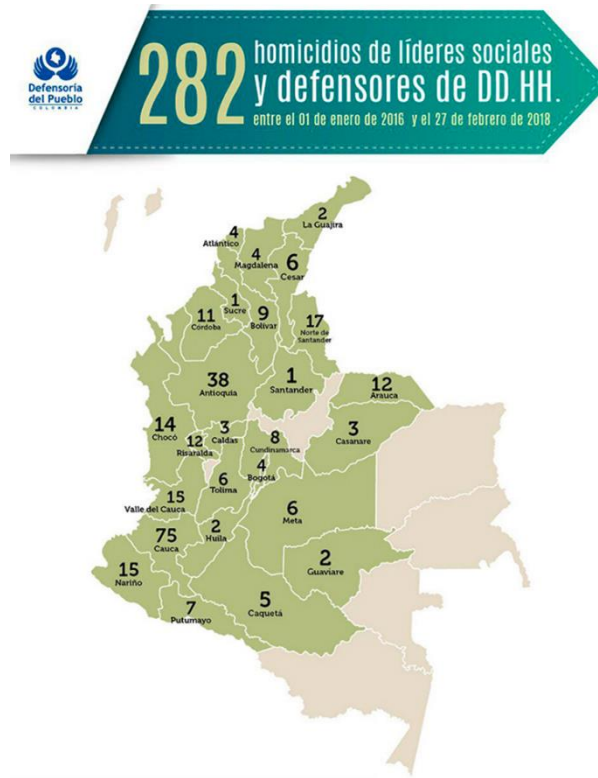 Defensoría
del Pueblo
COLOMBIA
282
homicidios de líderes sociales
y defensores de DD.HH.
entre el 01 de enero de 2016 y el 27 de febrero de 2018
2
La Guajira
4
Atlántico
4
Magdalena
6
Cesar
1
Sucre
11
Córdoba
9
Bolívar
17
Norte de
Santander
38
Antioquia
1
Santander
12
Arauca
14
Chocó
3
Caldas
12
Risaralda
8
Cundinamarca
3
Casanare
4
Bogotá
6
Tolima
15
Valle del Cauca
6
Meta
75
Cauca
2
Huila
2
Guaviare
15
Nariño
7
Putumayo
5
Caquetá